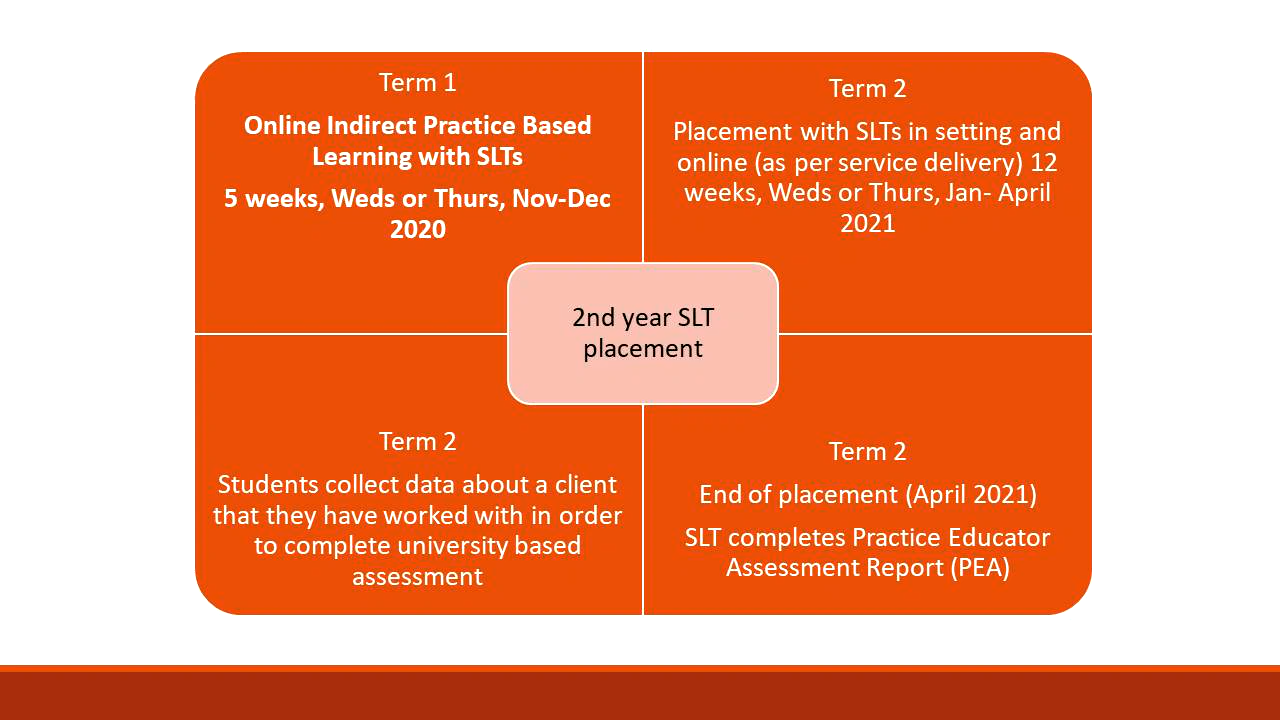 Term 1
Online Indirect Practice Based
Learning with SLTs
5 weeks, Weds or Thurs, Nov-Dec
2020
Term 2
Placement with SLTs in setting and
online (as per service delivery) 12
weeks, Weds or Thurs, Jan- April
2021
2nd year SLT
placement
Term 2
Students collect data about a client
that they have worked with in order
to complete university based
assessment
Term 2
End of placement (April 2021)
SLT completes Practice Educator
Assessment Report (PEA)